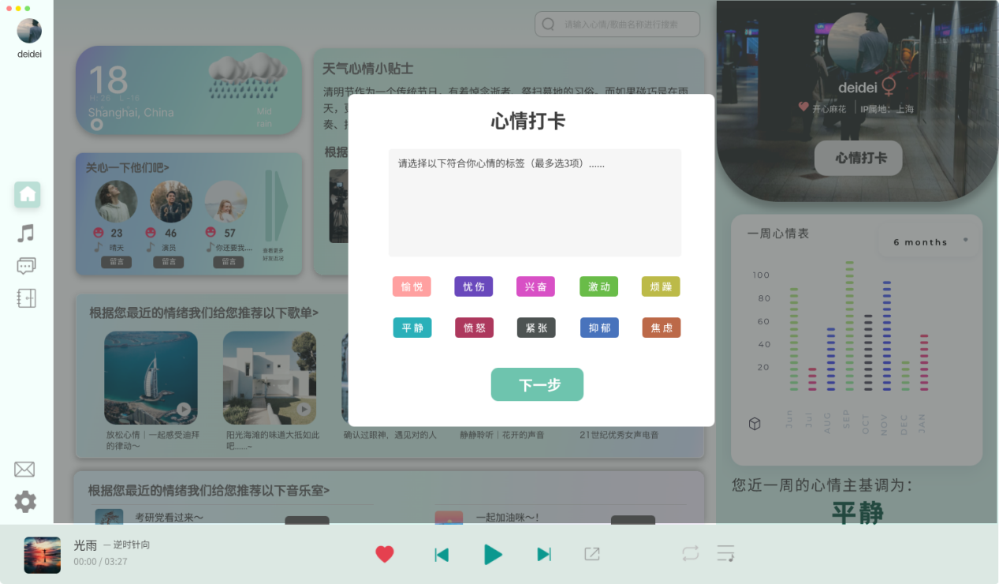 deidei
请输入心情/歌曲名称进行搜索
18
Shanghai, China
Mid
rain
天气心情小贴士
清明节作为一个传统节日，有着悼念逝者、祭扫墓地的习俗。而如果碰巧是在雨
天，
奏、
根据
关心一下他们吧>
23
46
57
晴天
演员
你还要我....
留言
留言
留言
查看更多
好友近况
心情打卡
请选择以下符合你心情的标签（最多选3项）......
愉悦
忧伤
兴奋
激动
烦躁
平静
愤怒
紧张
抑郁
焦虑
下一步
根据您最近的情绪我们给您推荐以下歌单>
放松心情｜一起感受迪拜
的律动～
阳光海滩的味道大抵如此
吧......~
确认过眼神，遇见对的人
静静聆听｜花开的声音
21世纪优秀女声电音
根据您最近的情绪我们给您推荐以下音乐室>
考研党看过来～
一起加油咪～！
deidei
开心麻花
IP属地：上海
心情打卡
一周心情表
6 months
100
80
60
40
20
Jun
Jul
AUG
SEP
OCT
NOV
DEC
JAN
您近一周的心情主基调为：
平静
光雨 — 逆时针向
00:00 / 03:27